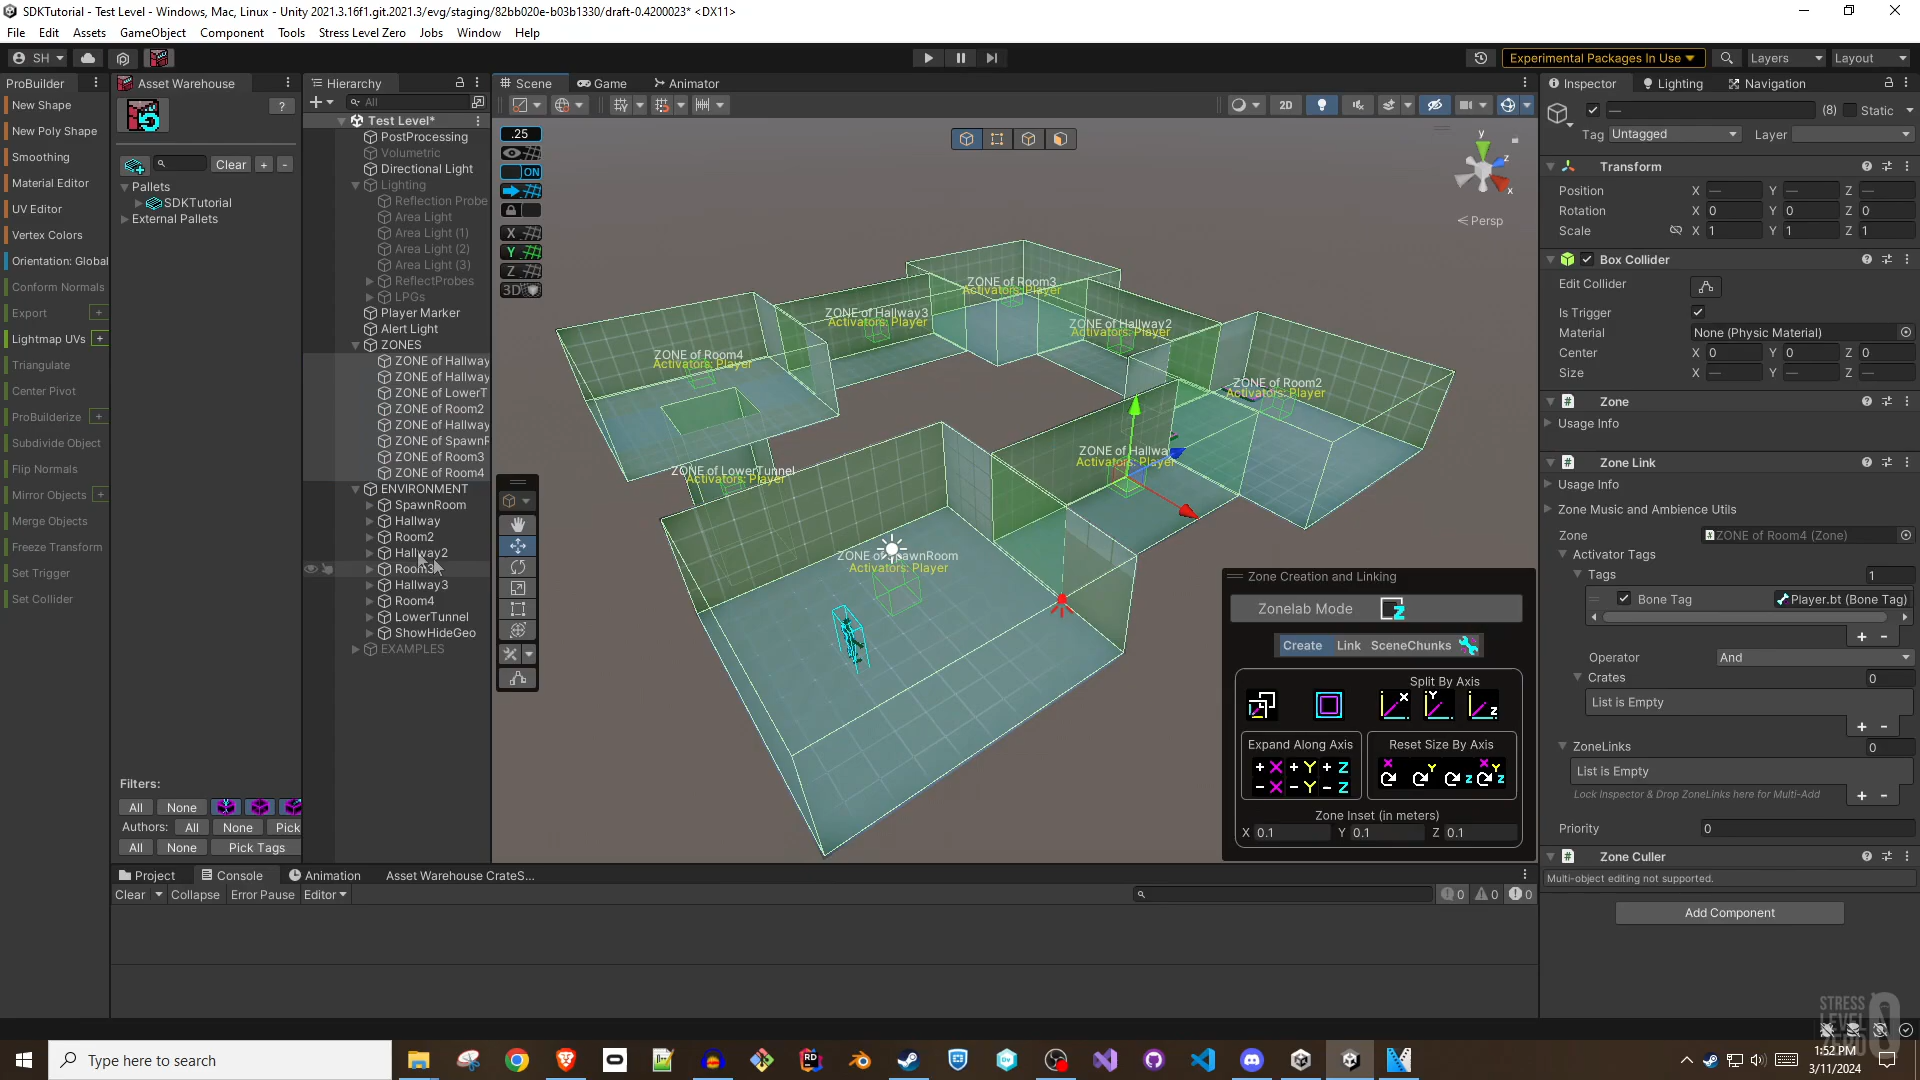 SDKTutorial - Test Level - Windows, Mac, Linux - Unity 2021.3.16f1.git.2021.3/evg/staging/82bb020e-b03b1330/draft-0.4200023* <DX11>
File Edit Assets GameObject Component Tools Stress Level Zero Jobs Window Help
SH
Experimental Packages In Use
Layers
Layout
ProBuilder
New Shape
New Poly Shape
Smoothing
Material Editor
UV Editor
Vertex Colors
Orientation: Global
Conform Normals
Export +
Lightmap UVs +
Triangulate
Center Pivot
ProBuilderize +
Subdivide Object
Flip Normals
Mirror Objects +
Merge Objects
Freeze Transform
Set Trigger
Set Collider
Asset Warehouse
?
Clear + -
Pallets
SDKTutorial
External Pallets
Filters:
All None
Authors: All None Pick
All None Pick Tags
Hierarchy
All
Test Level*
PostProcessing
Volumetric
Directional Light
Lighting
Reflection Probe
Area Light
Area Light (1)
Area Light (2)
Area Light (3)
ReflectProbes
LPGs
Player Marker
Alert Light
ZONES
ZONE of Hallway
ZONE of Hallway
ZONE of LowerT
ZONE of Room2
ZONE of Hallway
ZONE of SpawnR
ZONE of Room3
ZONE of Room4
ENVIRONMENT
SpawnRoom
Hallway
Room2
Hallway2
Room3
Hallway3
Room4
LowerTunnel
ShowHideGeo
EXAMPLES
Scene Game Animator
2D
.25
ON
X
Y
Z
3D
y
z
x
< Persp
ZONE of Room3
Activators: Player
ZONE of Hallway3
Activators: Player
ZONE of Hallway2
Activators: Player
ZONE of Room4
Activators: Player
ZONE of Room2
Activators: Player
ZONE of Hallwa
Activators: Player
ZONE of LowerTunnel
Activators: Player
ZONE of SpawnRoom
Activators: Player
Zone Creation and Linking
Zonelab Mode
Create Link SceneChunks
Split By Axis
X Y Z
Expand Along Axis
+ X + Y + Z
- X - Y - Z
Reset Size By Axis
X Y Z X Y Z
Zone Inset (in meters)
X 0.1 Y 0.1 Z 0.1
Project Console Animation Asset Warehouse CrateS...
Clear Collapse Error Pause Editor
0 0 0
Inspector Lighting Navigation
— (8) Static
Tag Untagged Layer
Transform
Position X — Y — Z —
Rotation X 0 Y 0 Z 0
Scale X 1 Y 1 Z 1
Box Collider
Edit Collider
Is Trigger
Material None (Physic Material)
Center X 0 Y 0 Z 0
Size X — Y — Z —
Zone
Usage Info
Zone Link
Usage Info
Zone Music and Ambience Utils
Zone ZONE of Room4 (Zone)
Activator Tags
Tags 1
Bone Tag Player.bt (Bone Tag)
+ -
Operator And
Crates 0
List is Empty
+ -
ZoneLinks 0
List is Empty
Lock Inspector & Drop ZoneLinks here for Multi-Add + -
Priority 0
Zone Culler
Multi-object editing not supported.
Add Component
STRESS
LEVEL
ZERO
Type here to search
1:52 PM
3/11/2024